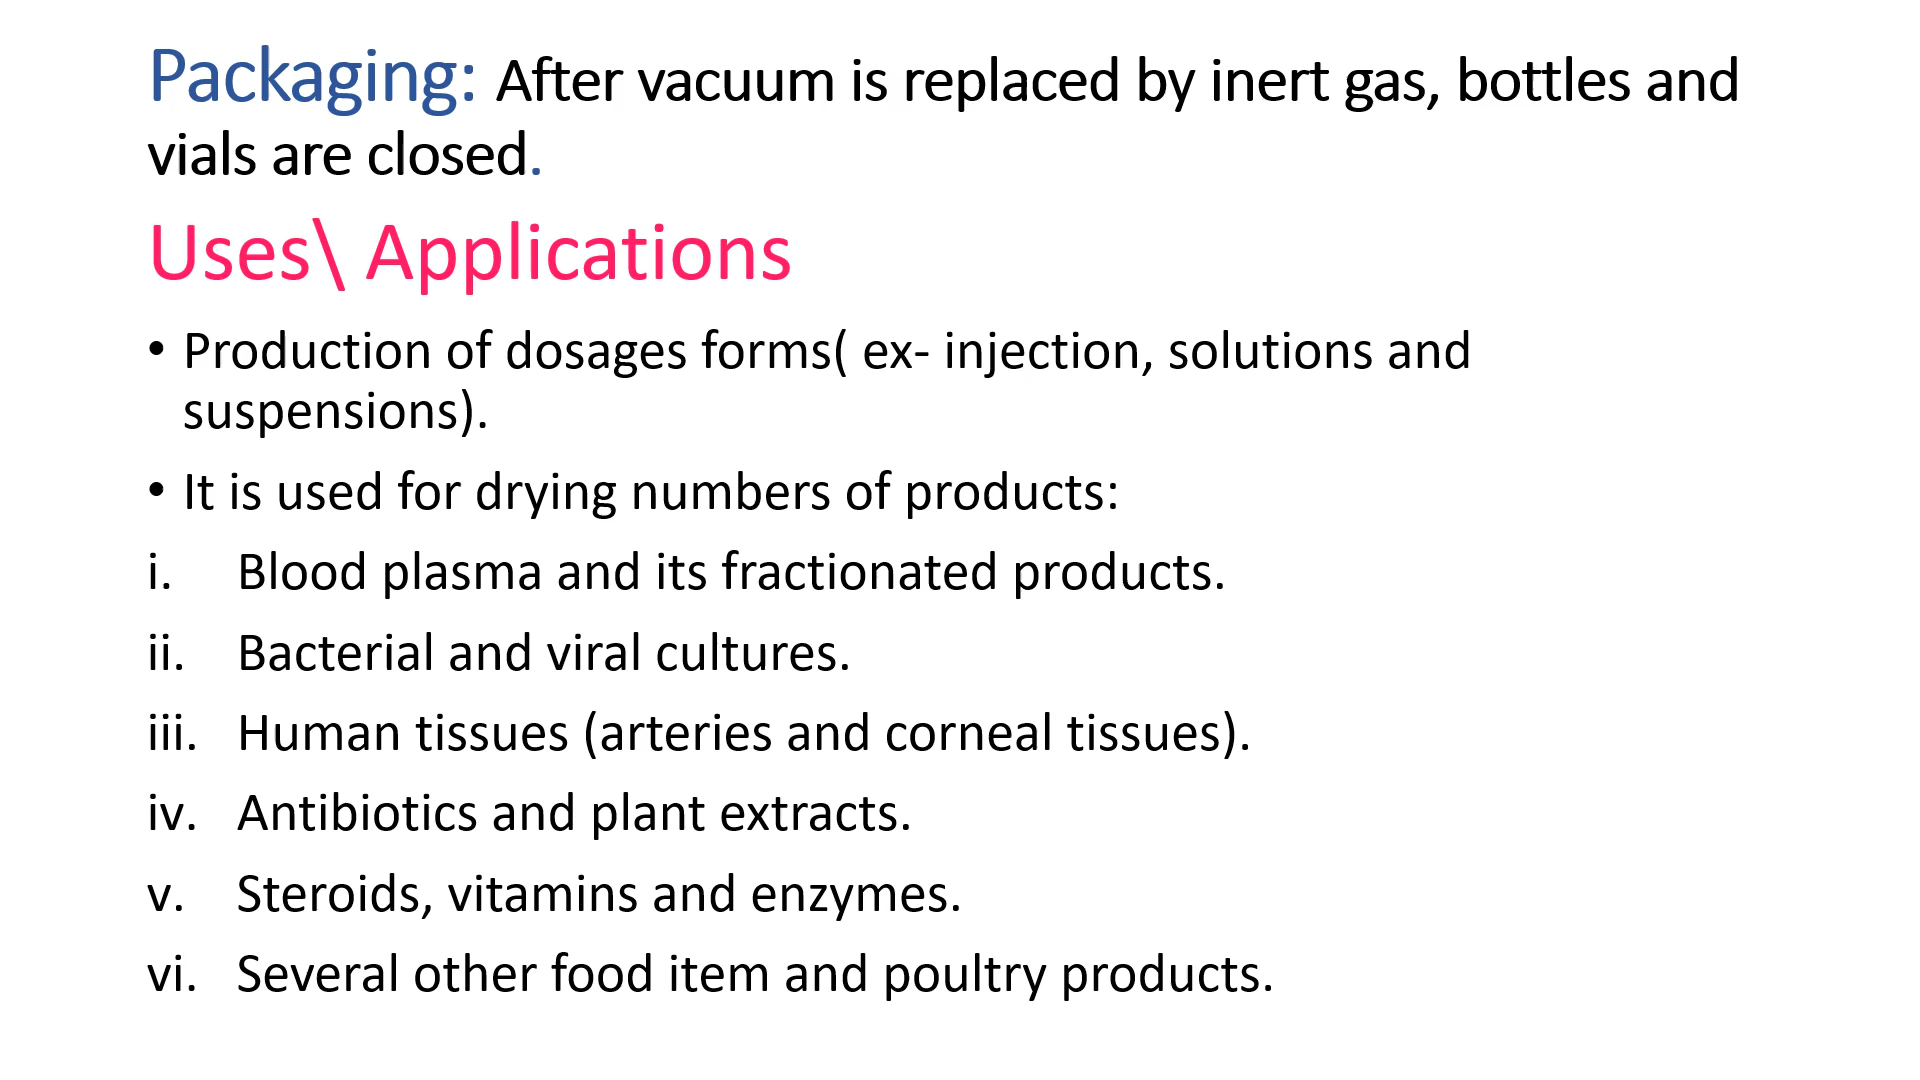 Packaging: After vacuum is replaced by inert gas, bottles and
vials are closed.
Uses\ Applications
• Production of dosages forms( ex- injection, solutions and
suspensions).
• It is used for drying numbers of products:
i. Blood plasma and its fractionated products.
ii. Bacterial and viral cultures.
iii. Human tissues (arteries and corneal tissues).
iv. Antibiotics and plant extracts.
v. Steroids, vitamins and enzymes.
vi. Several other food item and poultry products.